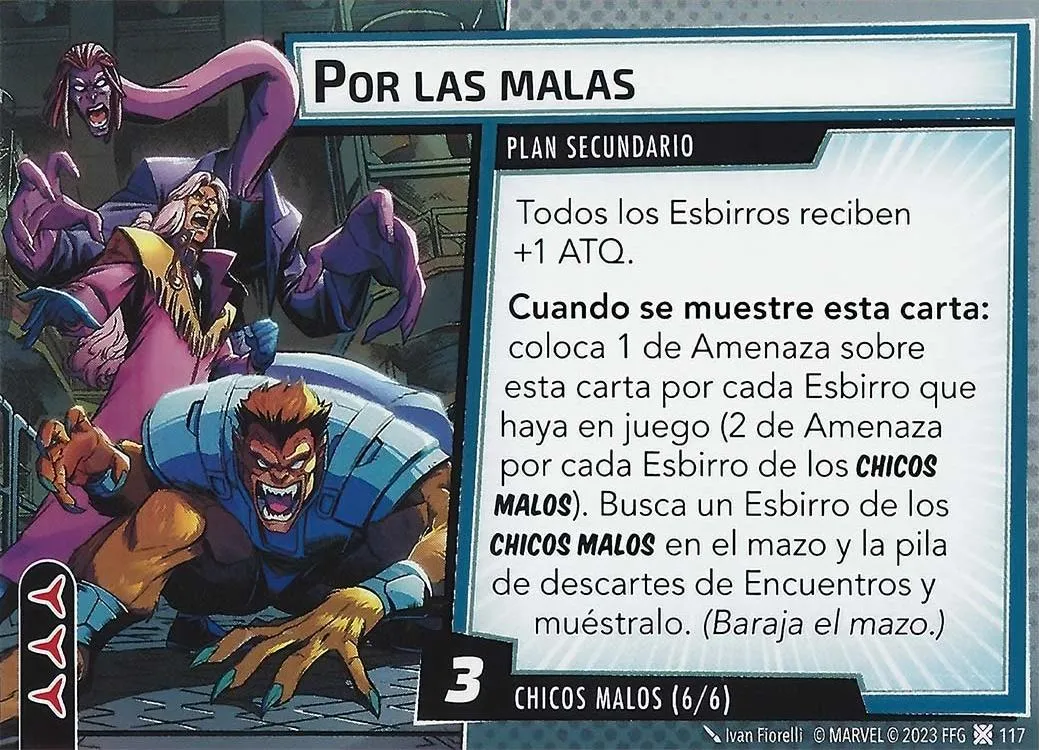 POR LAS MALAS
PLAN SECUNDARIO
Todos los Esbirros reciben
+1 ATQ.
Cuando se muestre esta carta:
coloca 1 de Amenaza sobre
esta carta por cada Esbirro que
haya en juego (2 de Amenaza
por cada Esbirro de los CHICOS
MALOS). Busca un Esbirro de los
CHICOS MALOS en el mazo y la pila
de descartes de Encuentros y
muéstralo. (Baraja el mazo.)
3
CHICOS MALOS (6/6)
Ivan Fiorelli © MARVEL © 2023 FFG 117